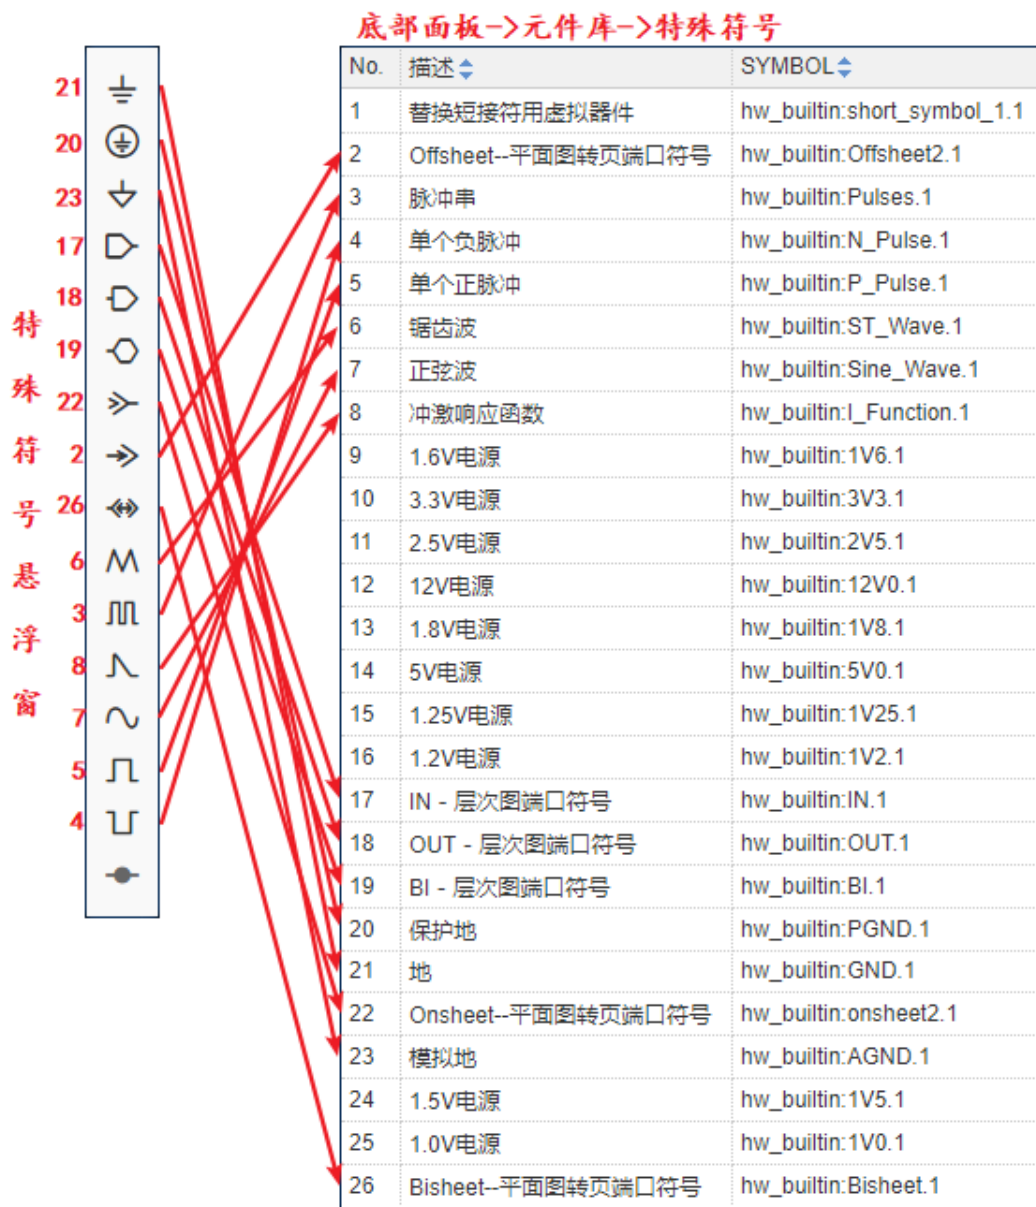 底部面板->元件库->特殊符号
特殊符号悬浮窗
21
20
23
17
18
19
22
2
26
6
3
8
7
5
4
No. 描述 SYMBOL
1 替换短接符用虚拟器件 hw_builtin:short_symbol_1.1
2 Offsheet--平面图转页端口符号 hw_builtin:Offsheet2.1
3 脉冲串 hw_builtin:Pulses.1
4 单个负脉冲 hw_builtin:N_Pulse.1
5 单个正脉冲 hw_builtin:P_Pulse.1
6 锯齿波 hw_builtin:ST_Wave.1
7 正弦波 hw_builtin:Sine_Wave.1
8 冲激响应函数 hw_builtin:I_Function.1
9 1.6V电源 hw_builtin:1V6.1
10 3.3V电源 hw_builtin:3V3.1
11 2.5V电源 hw_builtin:2V5.1
12 12V电源 hw_builtin:12V0.1
13 1.8V电源 hw_builtin:1V8.1
14 5V电源 hw_builtin:5V0.1
15 1.25V电源 hw_builtin:1V25.1
16 1.2V电源 hw_builtin:1V2.1
17 IN - 层次图端口符号 hw_builtin:IN.1
18 OUT - 层次图端口符号 hw_builtin:OUT.1
19 BI - 层次图端口符号 hw_builtin:BI.1
20 保护地 hw_builtin:PGND.1
21 地 hw_builtin:GND.1
22 Onsheet--平面图转页端口符号 hw_builtin:onsheet2.1
23 模拟地 hw_builtin:AGND.1
24 1.5V电源 hw_builtin:1V5.1
25 1.0V电源 hw_builtin:1V0.1
26 Bisheet--平面图转页端口符号 hw_builtin:Bisheet.1